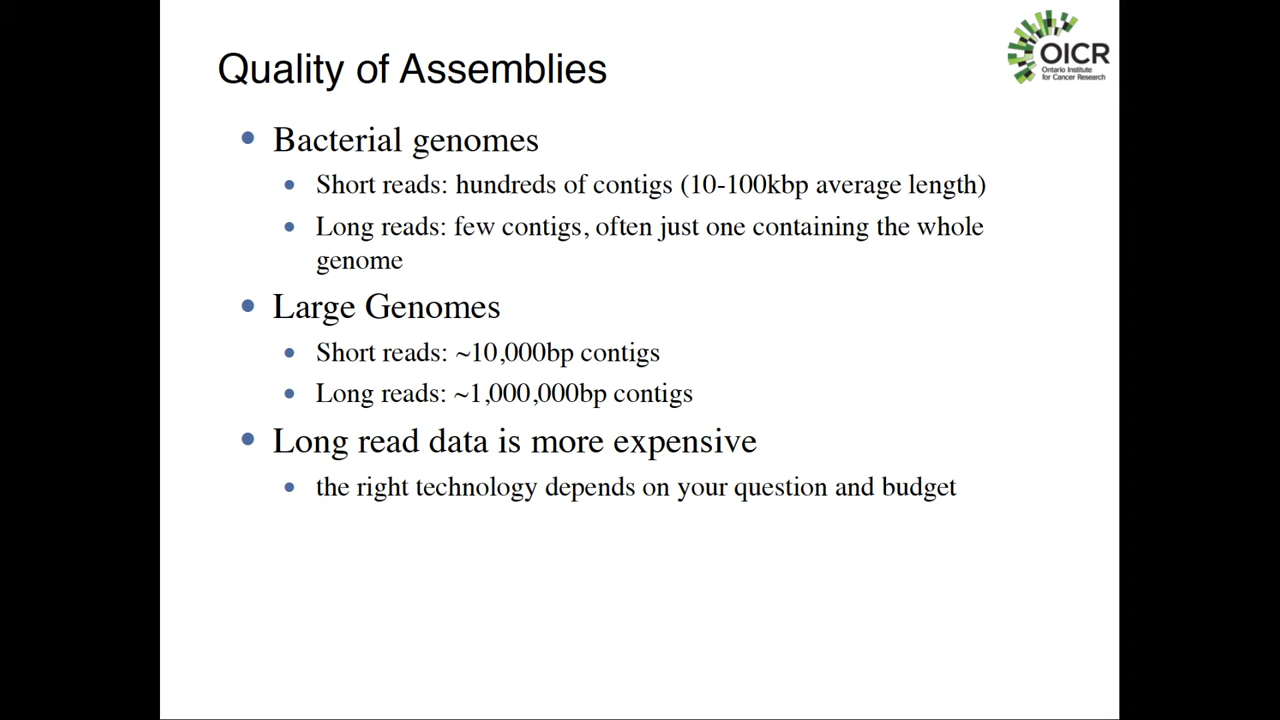 Quality of Assemblies
OICR
Ontario Institute
for Cancer Research
Bacterial genomes
Short reads: hundreds of contigs (10-100kbp average length)
Long reads: few contigs, often just one containing the whole
genome
Large Genomes
Short reads: ~10,000bp contigs
Long reads: ~1,000,000bp contigs
Long read data is more expensive
the right technology depends on your question and budget